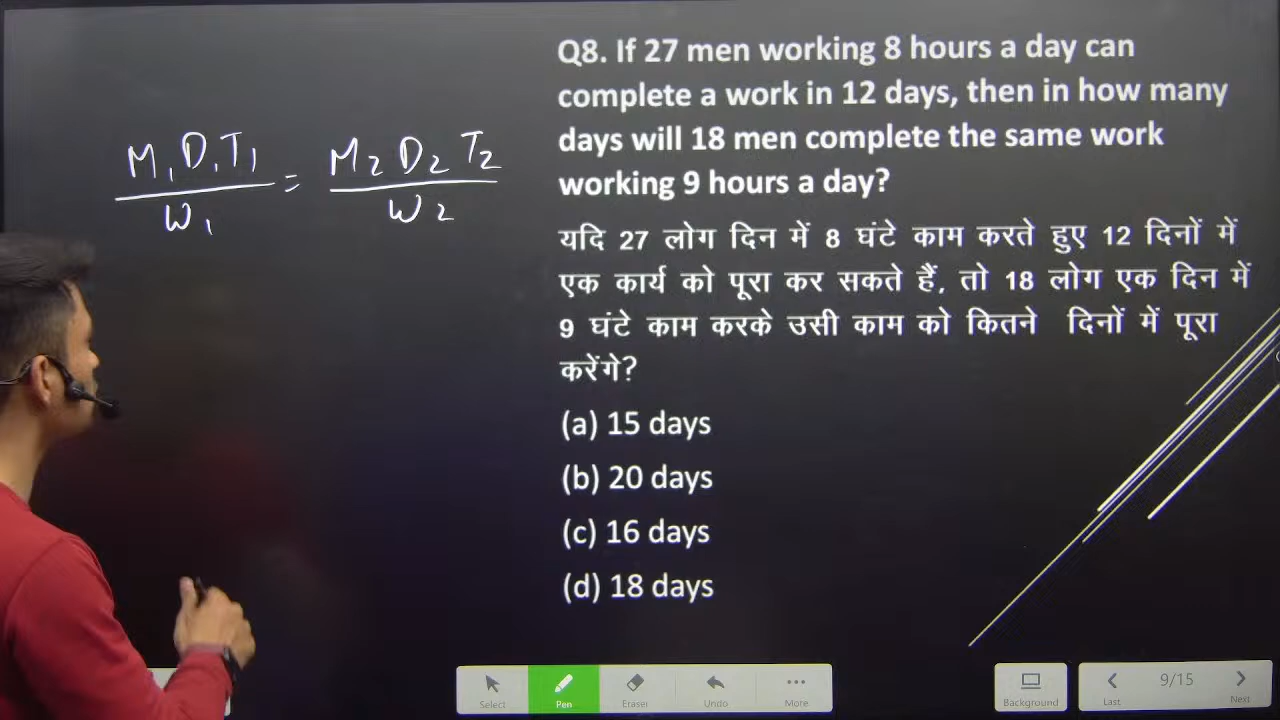 Q8. If 27 men working 8 hours a day can
complete a work in 12 days, then in how many
days will 18 men complete the same work
working 9 hours a day?
यदि 27 लोग दिन में 8 घंटे काम करते हुए 12 दिनों में
एक कार्य को पूरा कर सकते हैं, तो 18 लोग एक दिन में
9 घंटे काम करके उसी काम को कितने दिनों में पूरा
करेंगे?
(a) 15 days
(b) 20 days
(c) 16 days
(d) 18 days
M₁D₁T₁ = M₂ D₂ T₂
W₁ W₂
Select Pen Eraser Undo More
Background
Last 9/15 Next